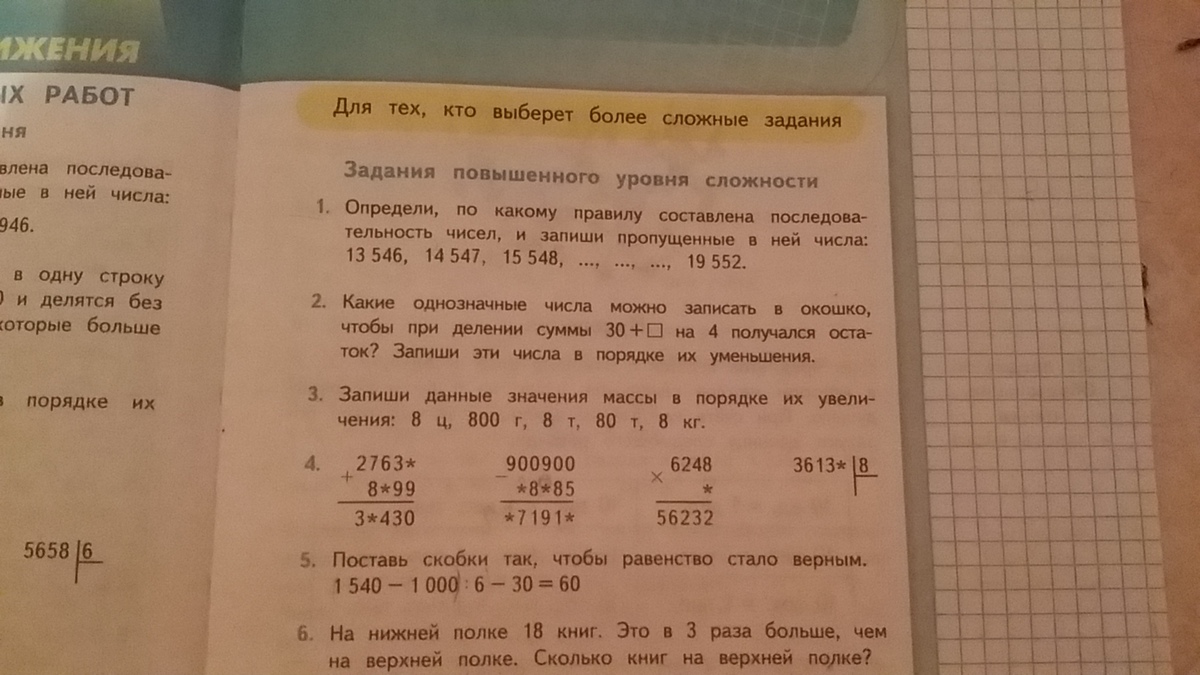 ИЖЕНИЯ
ЫХ РАБОТ
ня
влена последова-
ные в ней числа:
946.
в одну строку
0 и делятся без
которые больше
в порядке их
5658 6
Для тех, кто выберет более сложные задания
Задания повышенного уровня сложности
1. Определи, по какому правилу составлена последова-
тельность чисел, и запиши пропущенные в ней числа:
13 546, 14 547, 15 548, ..., ..., ..., 19 552.
2. Какие однозначные числа можно записать в окошко,
чтобы при делении суммы 30 + □ на 4 получался оста-
ток? Запиши эти числа в порядке их уменьшения.
3. Запиши данные значения массы в порядке их увели-
чения: 8 ц, 800 г, 8 т, 80 т, 8 кг.
4. + 2763* − 900900 × 6248 3613* 8
8*99 *8*85 *
3*430 *7191* 56232
5. Поставь скобки так, чтобы равенство стало верным.
1 540 − 1 000 : 6 − 30 = 60
6. На нижней полке 18 книг. Это в 3 раза больше, чем
на верхней полке. Сколько книг на верхней полке?